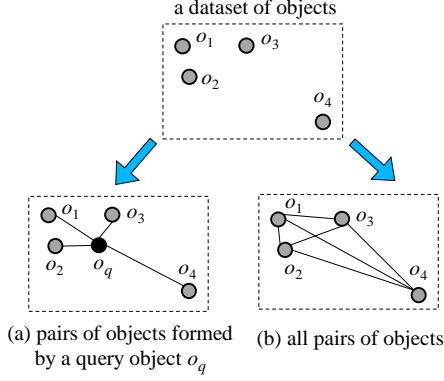 a dataset of objects
o1 o3
o2
o4
o1 o3
o2 oq
o4
o1 o3
o2
o4
(a) pairs of objects formed
by a query object oq
(b) all pairs of objects